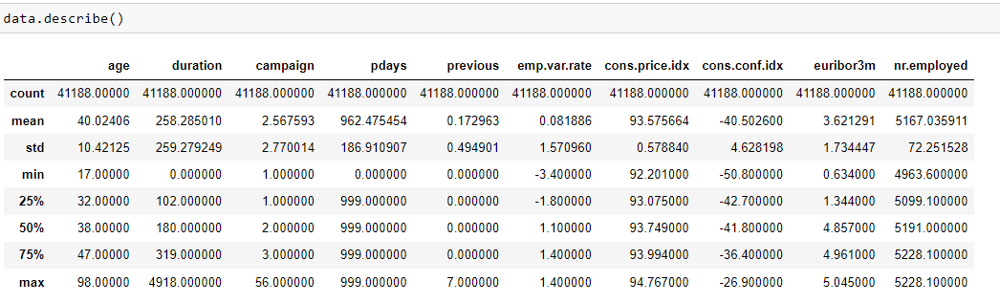 data.describe()
age duration campaign pdays previous emp.var.rate cons.price.idx cons.conf.idx euribor3m nr.employed
count 41188.00000 41188.000000 41188.000000 41188.000000 41188.000000 41188.000000 41188.000000 41188.000000 41188.000000 41188.000000
mean 40.02406 258.285010 2.567593 962.475454 0.172963 0.081886 93.575664 -40.502600 3.621291 5167.035911
std 10.42125 259.279249 2.770014 186.910907 0.494901 1.570960 0.578840 4.628198 1.734447 72.251528
min 17.00000 0.000000 1.000000 0.000000 0.000000 -3.400000 92.201000 -50.800000 0.634000 4963.600000
25% 32.00000 102.000000 1.000000 999.000000 0.000000 -1.800000 93.075000 -42.700000 1.344000 5099.100000
50% 38.00000 180.000000 2.000000 999.000000 0.000000 1.100000 93.749000 -41.800000 4.857000 5191.000000
75% 47.00000 319.000000 3.000000 999.000000 0.000000 1.400000 93.994000 -36.400000 4.961000 5228.100000
max 98.00000 4918.000000 56.000000 999.000000 7.000000 1.400000 94.767000 -26.900000 5.045000 5228.100000